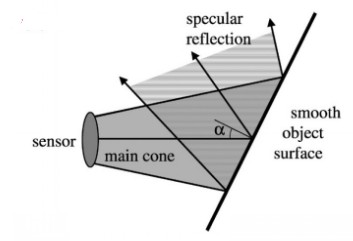 specular
reflection
smooth
object
surface
α
sensor
main cone